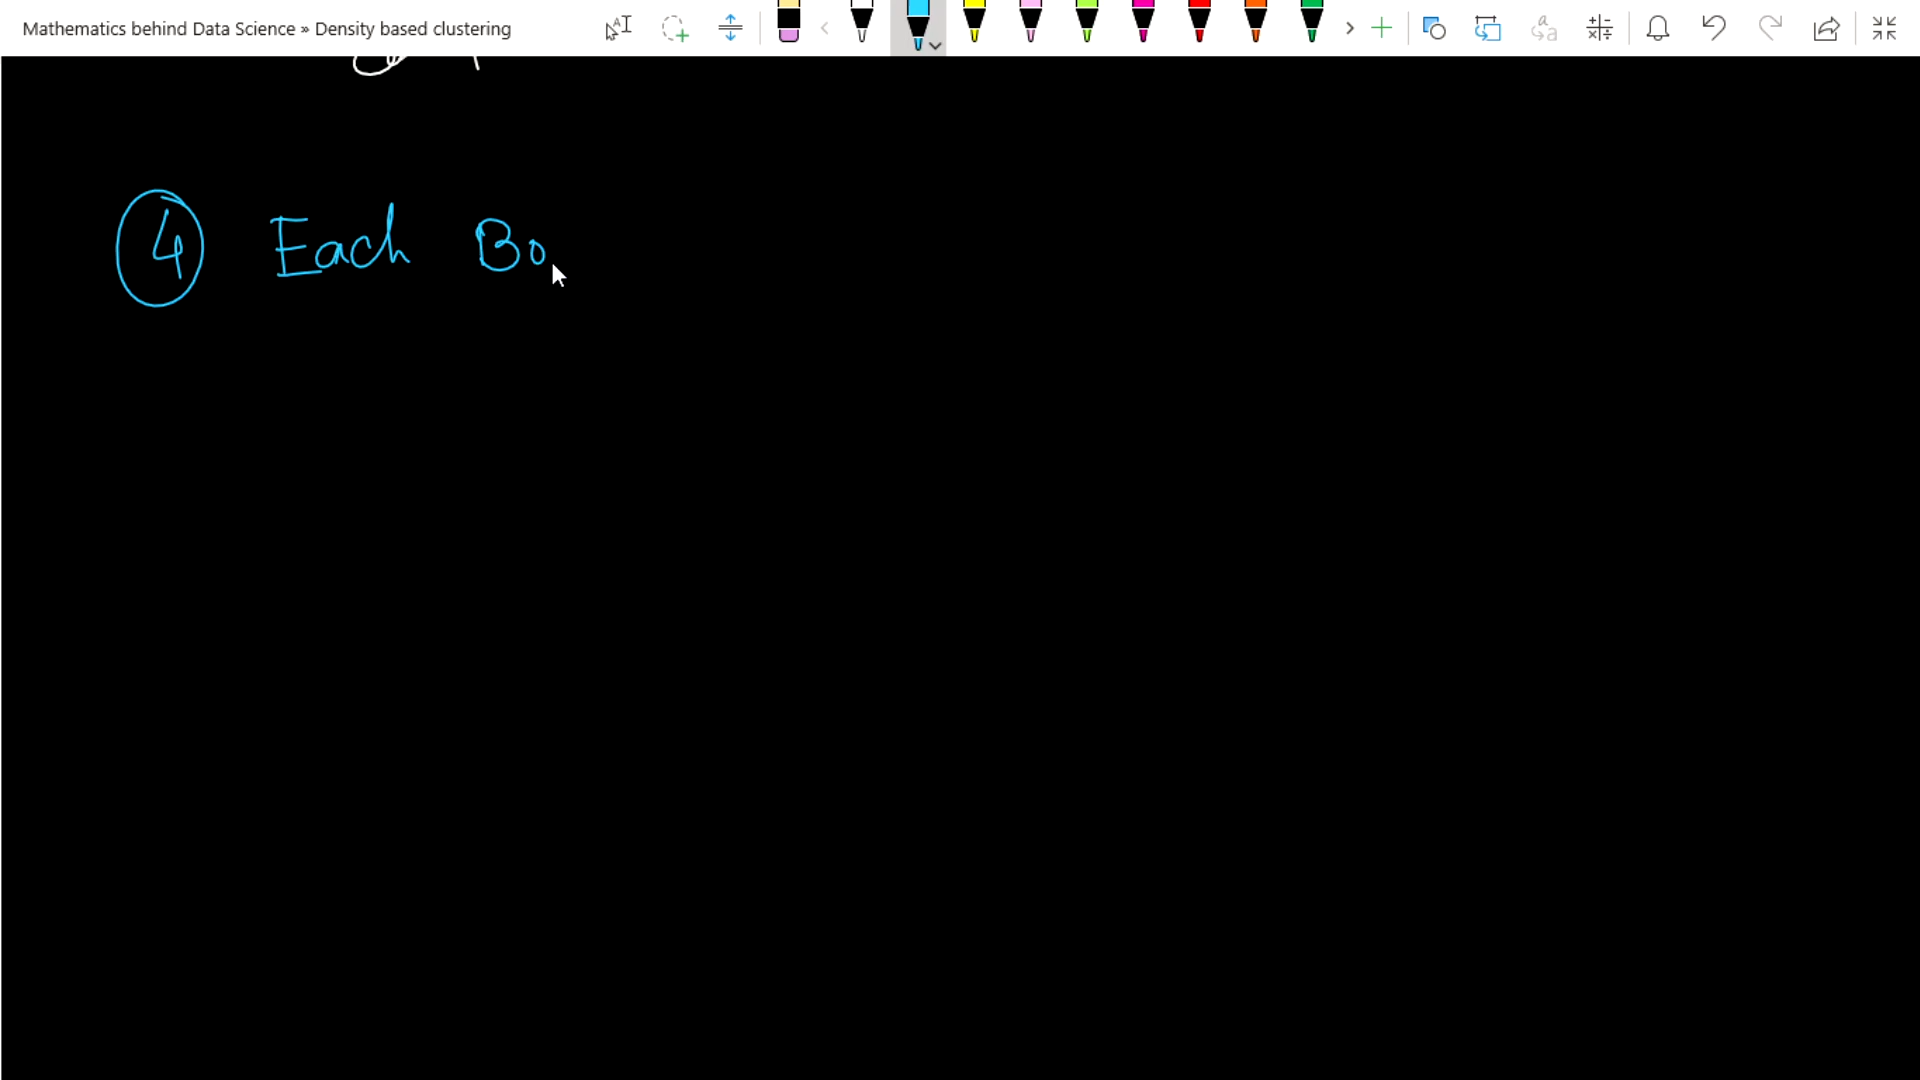 Mathematics behind Data Science » Density based clustering
④ Each Bo